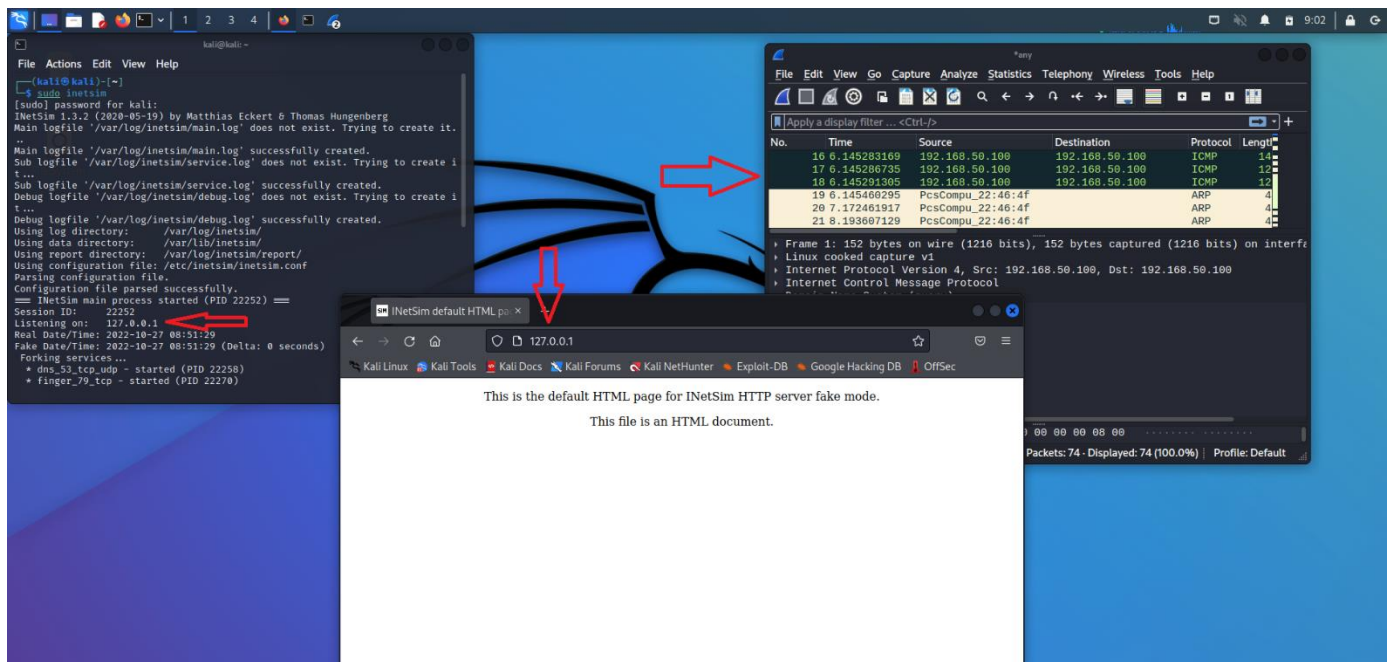 1 2 3 4
9:02
kali@kali: ~
File Actions Edit View Help
(kali㉿kali)-[~]
$ sudo inetsim
[sudo] password for kali:
INetSim 1.3.2 (2020-05-19) by Matthias Eckert & Thomas Hungenberg
Main logfile '/var/log/inetsim/main.log' does not exist. Trying to create it.
..
Main logfile '/var/log/inetsim/main.log' successfully created.
Sub logfile '/var/log/inetsim/service.log' does not exist. Trying to create i
t...
Sub logfile '/var/log/inetsim/service.log' successfully created.
Debug logfile '/var/log/inetsim/debug.log' does not exist. Trying to create i
t...
Debug logfile '/var/log/inetsim/debug.log' successfully created.
Using log directory: /var/log/inetsim/
Using data directory: /var/lib/inetsim/
Using report directory: /var/log/inetsim/report/
Using configuration file: /etc/inetsim/inetsim.conf
Parsing configuration file.
Configuration file parsed successfully.
=== INetSim main process started (PID 22252) ===
Session ID: 22252
Listening on: 127.0.0.1
Real Date/Time: 2022-10-27 08:51:29
Fake Date/Time: 2022-10-27 08:51:29 (Delta: 0 seconds)
Forking services...
* dns_53_tcp_udp - started (PID 22258)
* finger_79_tcp - started (PID 22270)
*any
File Edit View Go Capture Analyze Statistics Telephony Wireless Tools Help
Apply a display filter ... <Ctrl-/>
No. Time Source Destination Protocol Lengtl
16 6.145283169 192.168.50.100 192.168.50.100 ICMP 14
17 6.145286735 192.168.50.100 192.168.50.100 ICMP 12
18 6.145291305 192.168.50.100 192.168.50.100 ICMP 12
19 6.145460295 PcsCompu_22:46:4f ARP 4
20 7.172461917 PcsCompu_22:46:4f ARP 4
21 8.193607129 PcsCompu_22:46:4f ARP 4
Frame 1: 152 bytes on wire (1216 bits), 152 bytes captured (1216 bits) on interfa
Linux cooked capture v1
Internet Protocol Version 4, Src: 192.168.50.100, Dst: 192.168.50.100
Internet Control Message Protocol
00 00 00 08 00
Packets: 74 · Displayed: 74 (100.0%) Profile: Default
INetSim default HTML pa
127.0.0.1
Kali Linux Kali Tools Kali Docs Kali Forums Kali NetHunter Exploit-DB Google Hacking DB OffSec
This is the default HTML page for INetSim HTTP server fake mode.
This file is an HTML document.